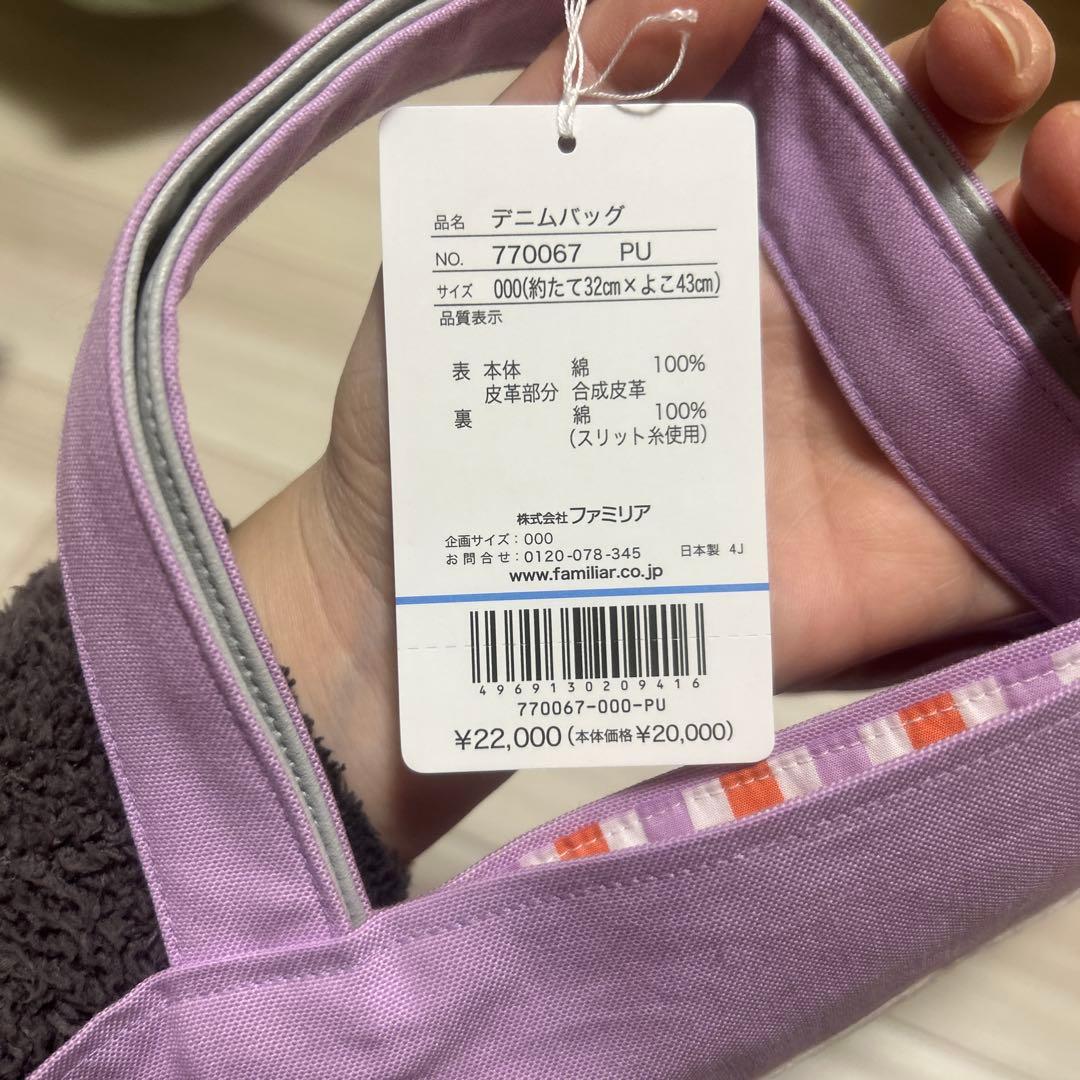 品名 デニムバッグ
NO. 770067 PU
サイズ 000(約たて32㎝×よこ43㎝)
品質表示
表 本体 綿 100%
皮革部分 合成皮革
裏 綿 100%
(スリット糸使用)
株式会社ファミリア
企画サイズ:000
お問合せ:0120-078-345 日本製 4J
www.familiar.co.jp
4969130209416
770067-000-PU
¥22,000(本体価格¥20,000)